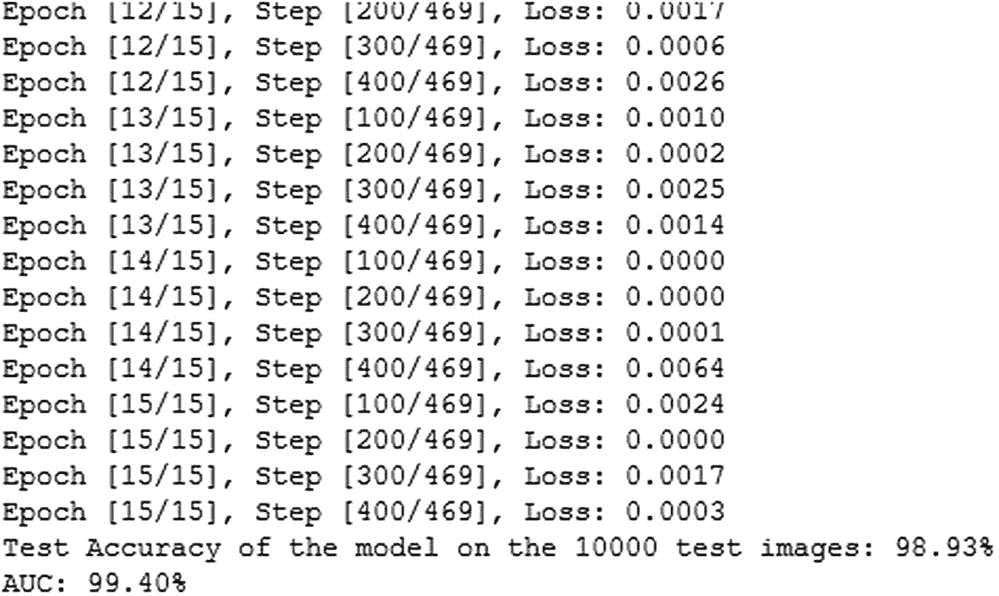 Epoch [12/15], Step [200/469], Loss: 0.0017
Epoch [12/15], Step [300/469], Loss: 0.0006
Epoch [12/15], Step [400/469], Loss: 0.0026
Epoch [13/15], Step [100/469], Loss: 0.0010
Epoch [13/15], Step [200/469], Loss: 0.0002
Epoch [13/15], Step [300/469], Loss: 0.0025
Epoch [13/15], Step [400/469], Loss: 0.0014
Epoch [14/15], Step [100/469], Loss: 0.0000
Epoch [14/15], Step [200/469], Loss: 0.0000
Epoch [14/15], Step [300/469], Loss: 0.0001
Epoch [14/15], Step [400/469], Loss: 0.0064
Epoch [15/15], Step [100/469], Loss: 0.0024
Epoch [15/15], Step [200/469], Loss: 0.0000
Epoch [15/15], Step [300/469], Loss: 0.0017
Epoch [15/15], Step [400/469], Loss: 0.0003
Test Accuracy of the model on the 10000 test images: 98.93%
AUC: 99.40%